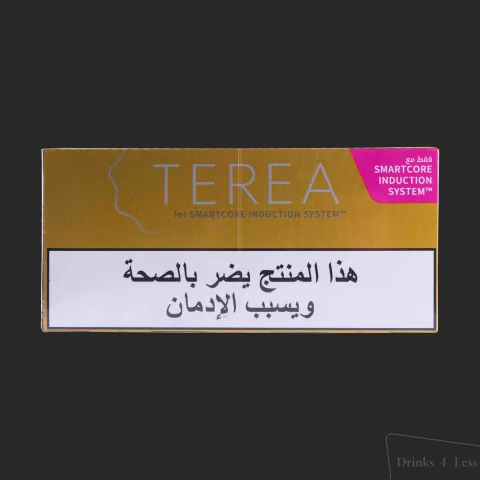 TEREA
for SMARTCORE INDUCTION SYSTEM™
فقط مع
SMARTCORE
INDUCTION
SYSTEM™
هذا المنتج يضر بالصحة
ويسبب الإدمان
Drinks 4 Less